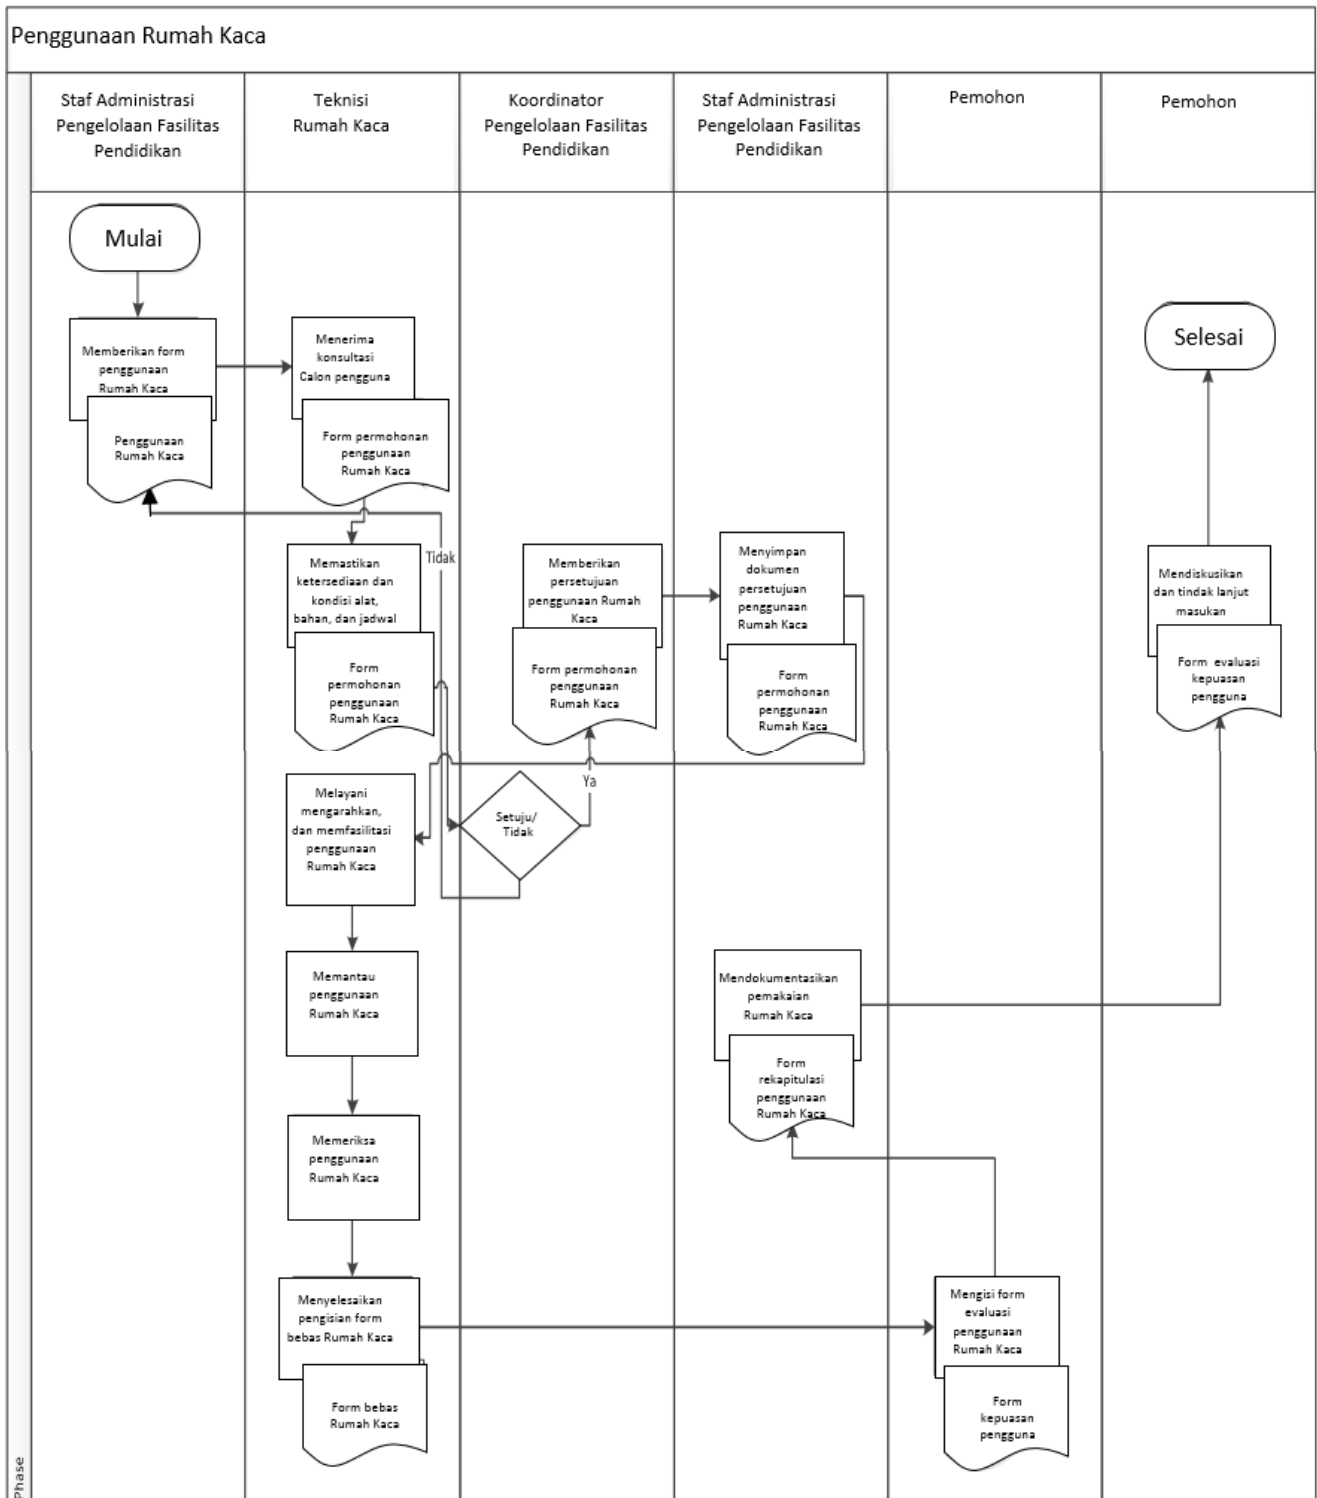 Penggunaan Rumah Kaca
Staf Administrasi
Pengelolaan Fasilitas
Pendidikan
Teknisi
Rumah Kaca
Koordinator
Pengelolaan Fasilitas
Pendidikan
Staf Administrasi
Pengelolaan Fasilitas
Pendidikan
Pemohon
Pemohon
Mulai
Memberikan form
penggunaan
Rumah Kaca
Penggunaan
Rumah Kaca
Menerima
konsultasi
Calon pengguna
Form permohonan
penggunaan
Rumah Kaca
Selesai
Tidak
Memastikan
ketersediaan dan
kondisi alat,
bahan, dan jadwal
Form
permohonan
penggunaan
Rumah Kaca
Memberikan
persetujuan
penggunaan Rumah
Kaca
Form permohonan
penggunaan
Rumah Kaca
Menyimpan
dokumen
persetujuan
penggunaan
Rumah Kaca
Form
permohonan
penggunaan
Rumah Kaca
Mendiskusikan
dan tindak lanjut
masukan
Form evaluasi
kepuasan
pengguna
Ya
Setuju/
Tidak
Melayani
mengarahkan,
dan memfasilitasi
penggunaan
Rumah Kaca
Memantau
penggunaan
Rumah Kaca
Mendokumentasikan
pemakaian
Rumah Kaca
Form
rekapitulasi
penggunaan
Rumah Kaca
Memeriksa
penggunaan
Rumah Kaca
Menyelesaikan
pengisian form
bebas Rumah Kaca
Form bebas
Rumah Kaca
Mengisi form
evaluasi
penggunaan
Rumah Kaca
Form
kepuasan
pengguna
Phase